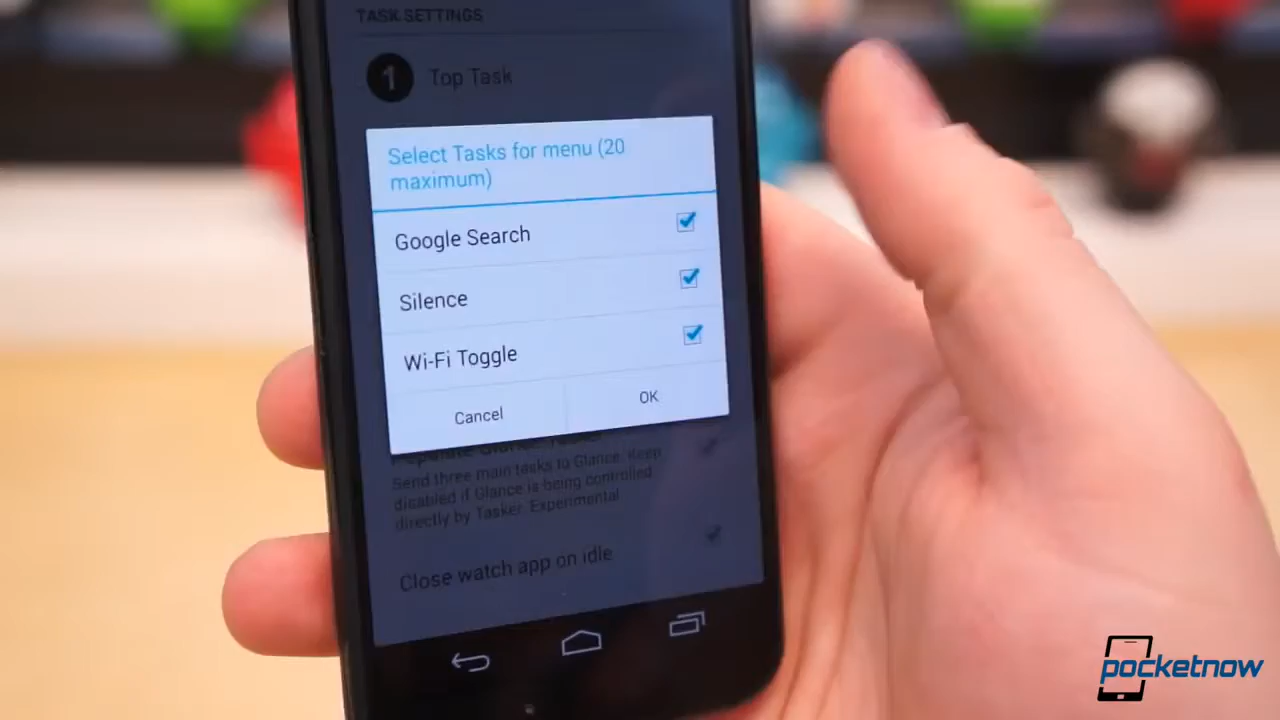 TASK SETTINGS
1 Top Task
Select Tasks for menu (20
maximum)
Google Search
Silence
Wi-Fi Toggle
Cancel OK
Send three main tasks to Glance. Keep
disabled if Glance is being controlled
directly by Tasker. Experimental
Close watch app on idle
pocketnow